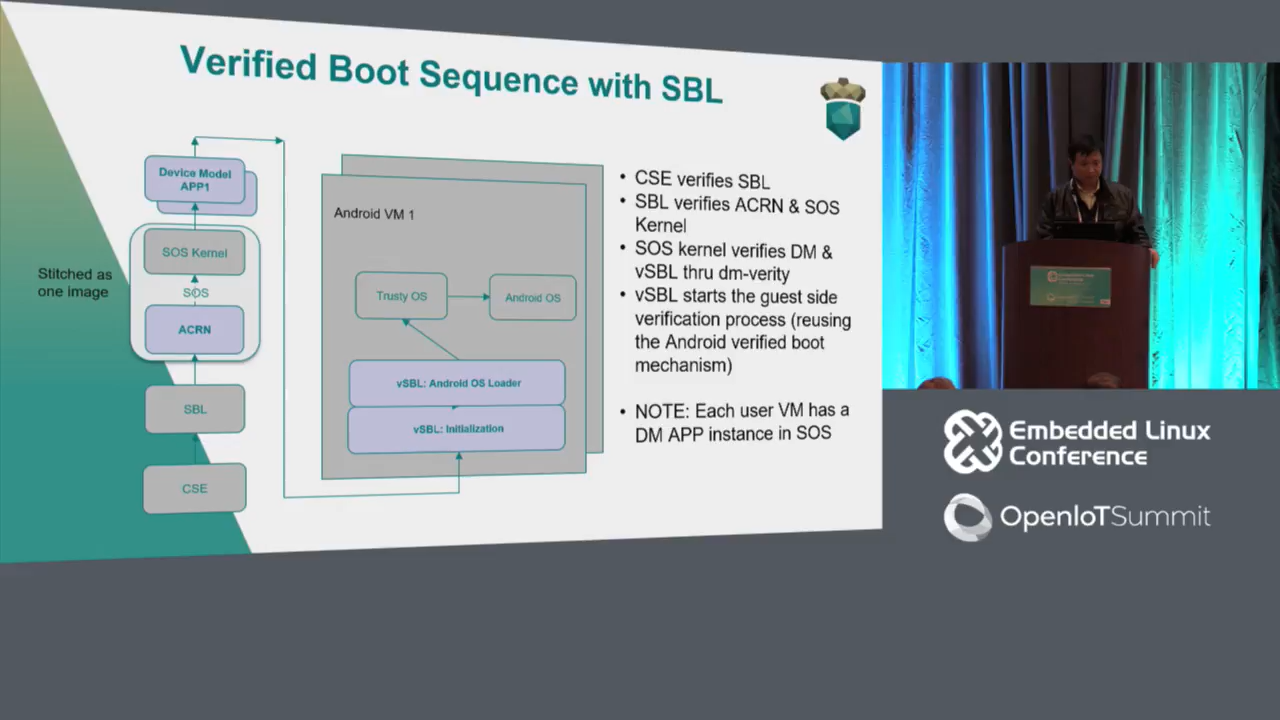 Verified Boot Sequence with SBL
Device Model
APP1
SOS Kernel
SOS
ACRN
SBL
CSE
Stitched as
one image
Android VM 1
Trusty OS
Android OS
vSBL: Android OS Loader
vSBL: Initialization
• CSE verifies SBL
• SBL verifies ACRN & SOS
Kernel
• SOS kernel verifies DM &
vSBL thru dm-verity
• vSBL starts the guest side
verification process (reusing
the Android verified boot
mechanism)
• NOTE: Each user VM has a
DM APP instance in SOS
Embedded Linux
Conference
OpenIoTSummit